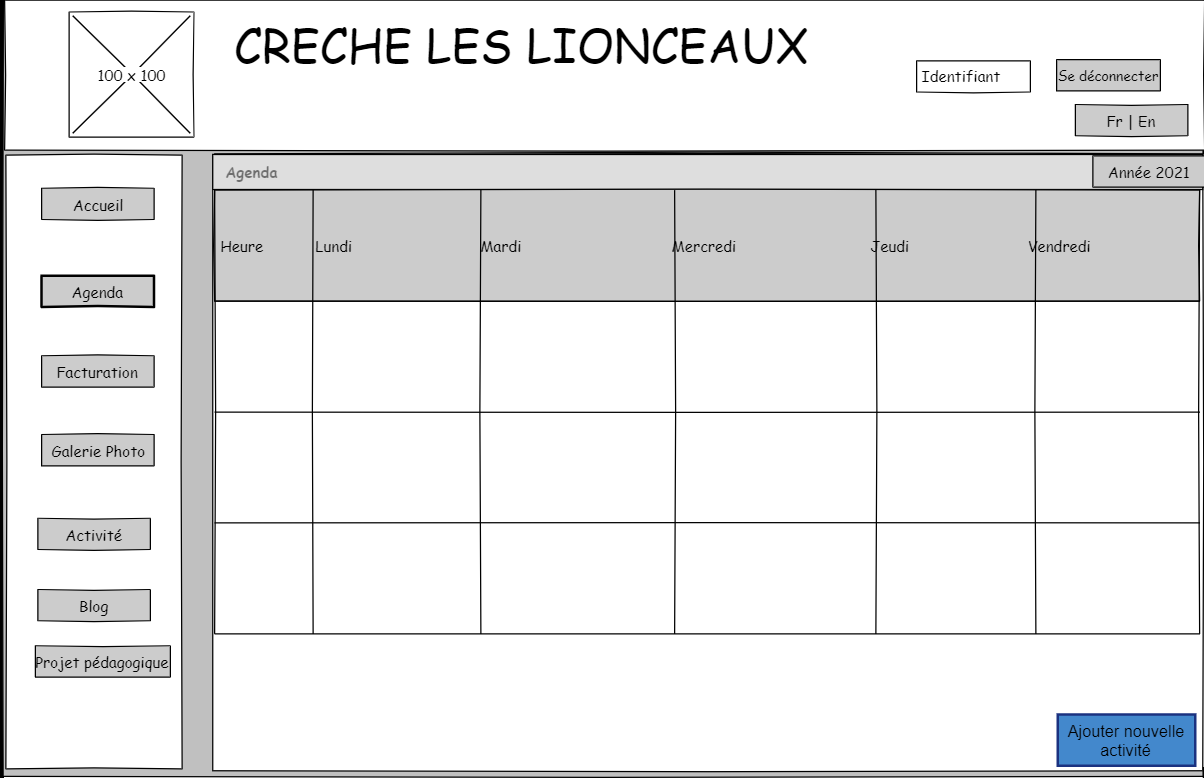 CRECHE LES LIONCEAUX
100 x 100
Identifiant
Se déconnecter
Fr | En
Accueil
Agenda
Facturation
Galerie Photo
Activité
Blog
Projet pédagogique
Agenda
Année 2021
Heure Lundi Mardi Mercredi Jeudi Vendredi
Ajouter nouvelle
activité